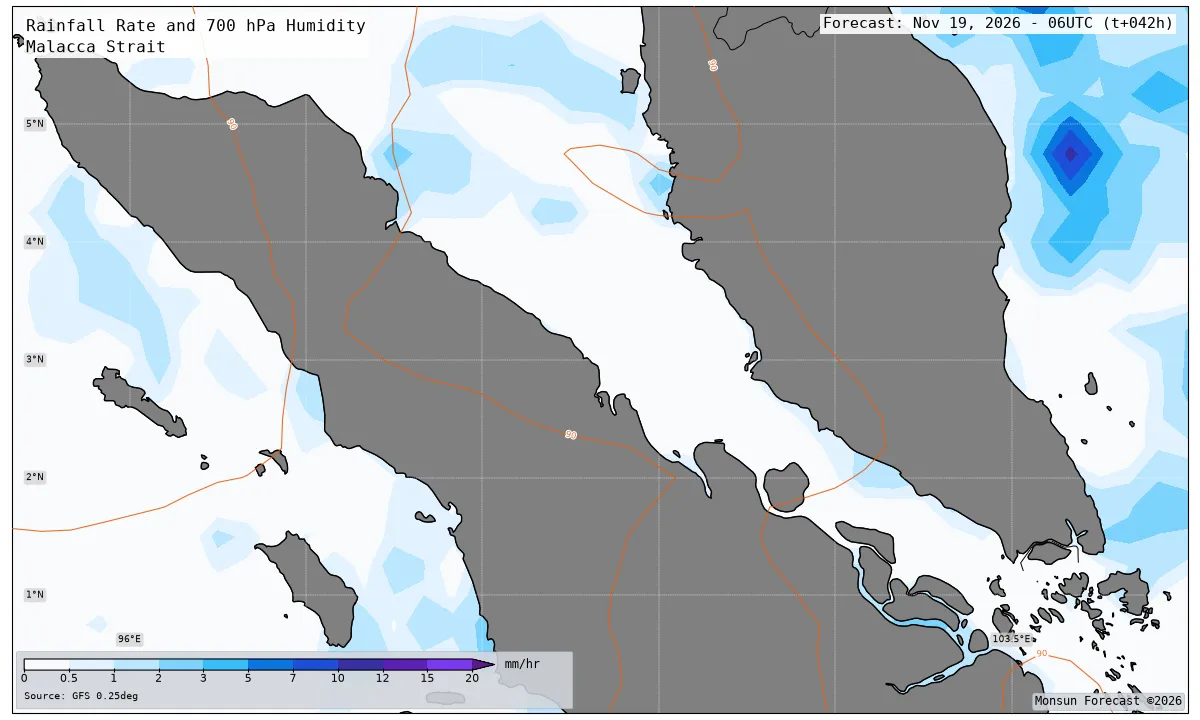 Rainfall Rate and 700 hPa Humidity
Malacca Strait
Forecast: Nov 19, 2026 - 06UTC (t+042h)
90
90
5°N
4°N
3°N
90
2°N
1°N
96°E
103.5°E
90
0 0.5 1 2 3 5 7 10 12 15 20 mm/hr
Source: GFS 0.25deg
Monsun Forecast ©2026